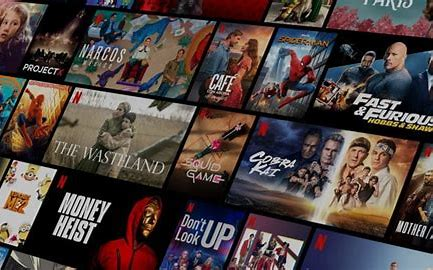 PARIS
NARCOS
PROJECT
CAFÉ
SPIDER-MAN
FAST &
FURIOUS
HOBBS & SHAW
N
THE WASTELAND
SQUID
GAME
N
COBRA
KAI
N
MONEY
HEIST
N
Don't
Look UP
N
N
MOTHER